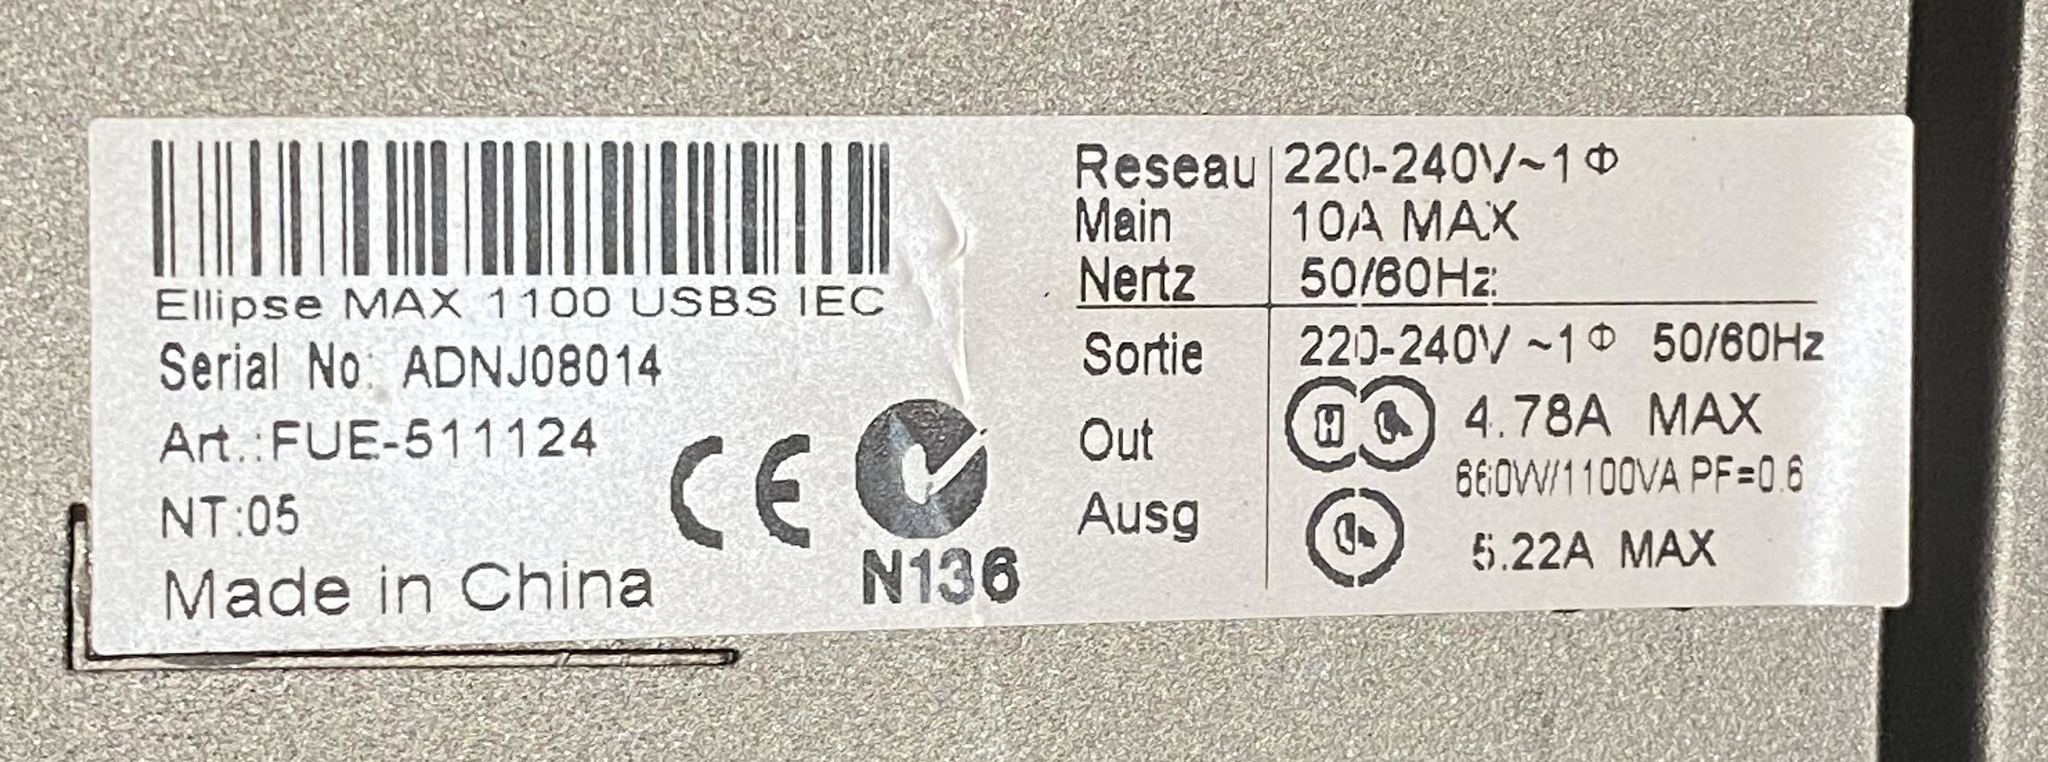 Ellipse MAX 1100 USBS IEC
Serial No: ADNJ08014
Art.:FUE-511124
NT:05
Made in China
CE
N136
Reseau 220-240V~1Φ
Main 10A MAX
Nertz 50/60Hz
Sortie 220-240V ~1Φ 50/60Hz
Out 4.78A MAX
660W/1100VA PF=0.6
Ausg 5.22A MAX